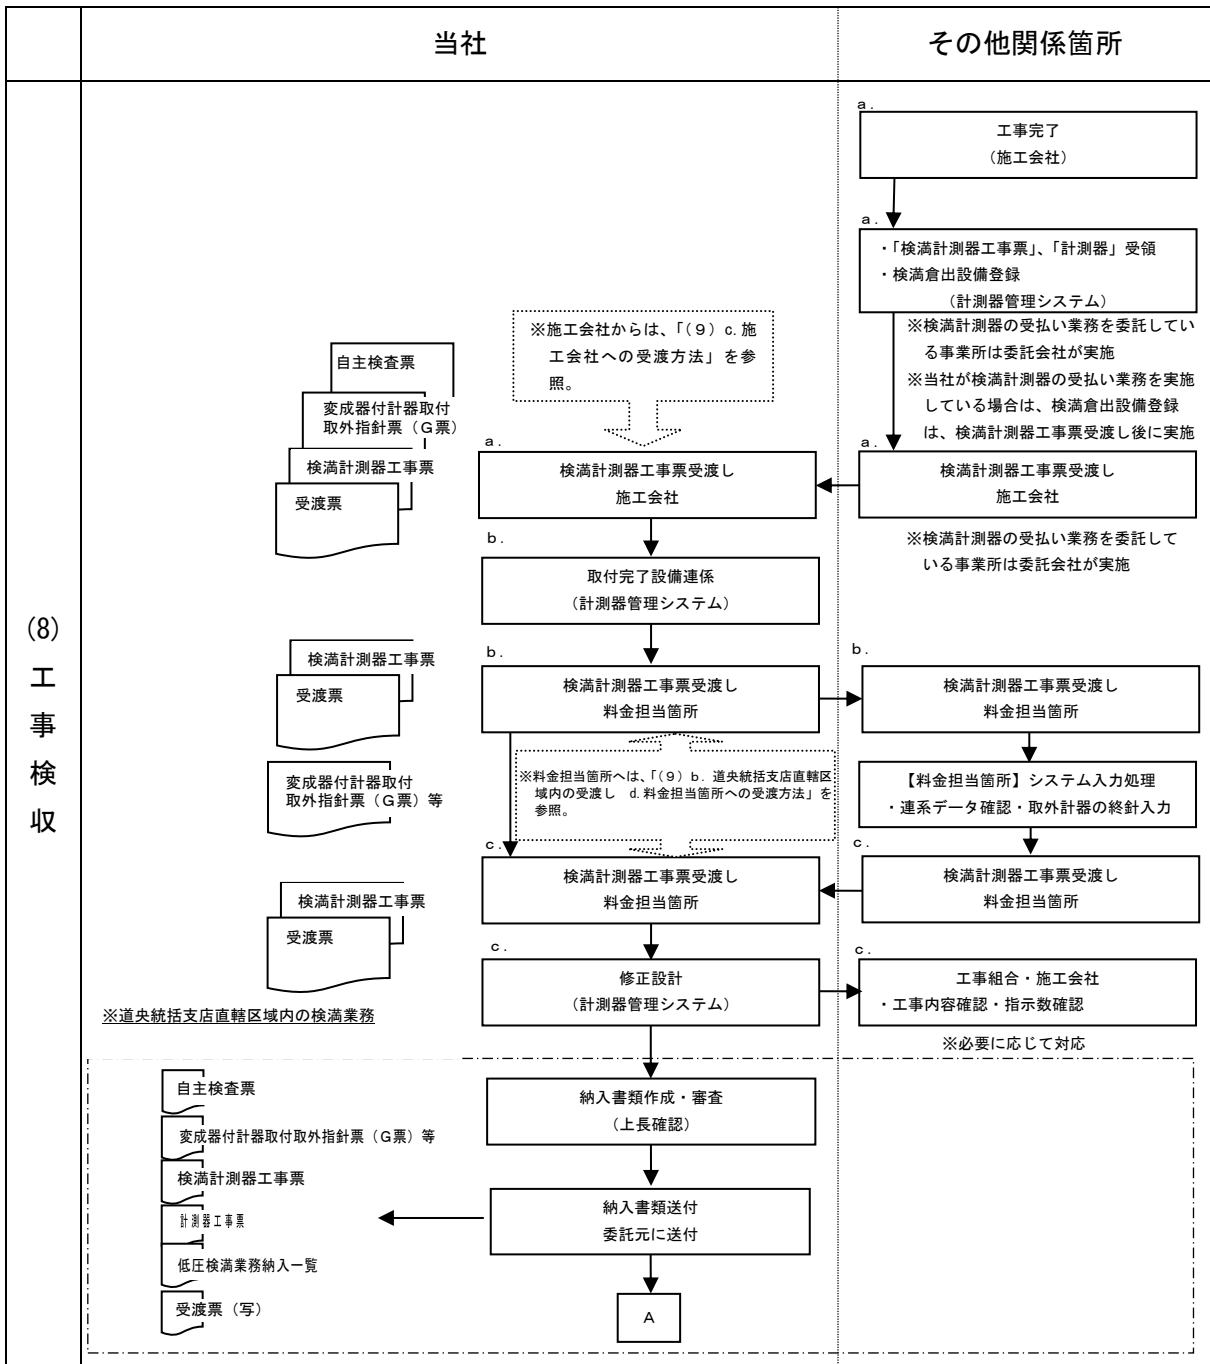 当社
その他関係箇所
(8)
工
事
検
収
a.
工事完了
(施工会社)
a.
・「検満計測器工事票」、「計測器」受領
・検満倉出設備登録
(計測器管理システム)
※検満計測器の受払い業務を委託してい
る事業所は委託会社が実施
※当社が検満計測器の受払い業務を実施
している場合は、検満倉出設備登録
は、検満計測器工事票受渡し後に実施
※施工会社からは、「(9) c.施
工会社への受渡方法」を参
照。
自主検査票
変成器付計器取付
取外指針票(G票)
検満計測器工事票
受渡票
a.
検満計測器工事票受渡し
施工会社
a.
検満計測器工事票受渡し
施工会社
※検満計測器の受払い業務を委託して
いる事業所は委託会社が実施
b.
取付完了設備連係
(計測器管理システム)
検満計測器工事票
受渡票
b.
検満計測器工事票受渡し
料金担当箇所
b.
検満計測器工事票受渡し
料金担当箇所
変成器付計器取付
取外指針票(G票)等
※料金担当箇所へは、「(9) b. 道央統括支店直轄区
域内の受渡し d.料金担当箇所への受渡方法」を
参照。
【料金担当箇所】システム入力処理
・連系データ確認・取外計器の終針入力
c.
検満計測器工事票受渡し
料金担当箇所
c.
検満計測器工事票受渡し
料金担当箇所
検満計測器工事票
受渡票
c.
修正設計
(計測器管理システム)
c.
工事組合・施工会社
・工事内容確認・指示数確認
※必要に応じて対応
※道央統括支店直轄区域内の検満業務
自主検査票
変成器付計器取付取外指針票(G票)等
検満計測器工事票
計測器工事票
低圧検満業務納入一覧
受渡票(写)
納入書類作成・審査
(上長確認)
納入書類送付
委託元に送付
A